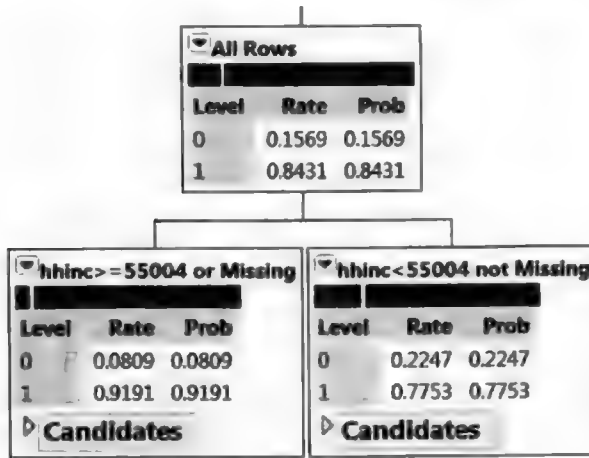 All Rows
Level Rate Prob
0 0.1569 0.1569
1 0.8431 0.8431
hhinc>=55004 or Missing
Level Rate Prob
0 0.0809 0.0809
1 0.9191 0.9191
Candidates
hhinc<55004 not Missing
Level Rate Prob
0 0.2247 0.2247
1 0.7753 0.7753
Candidates